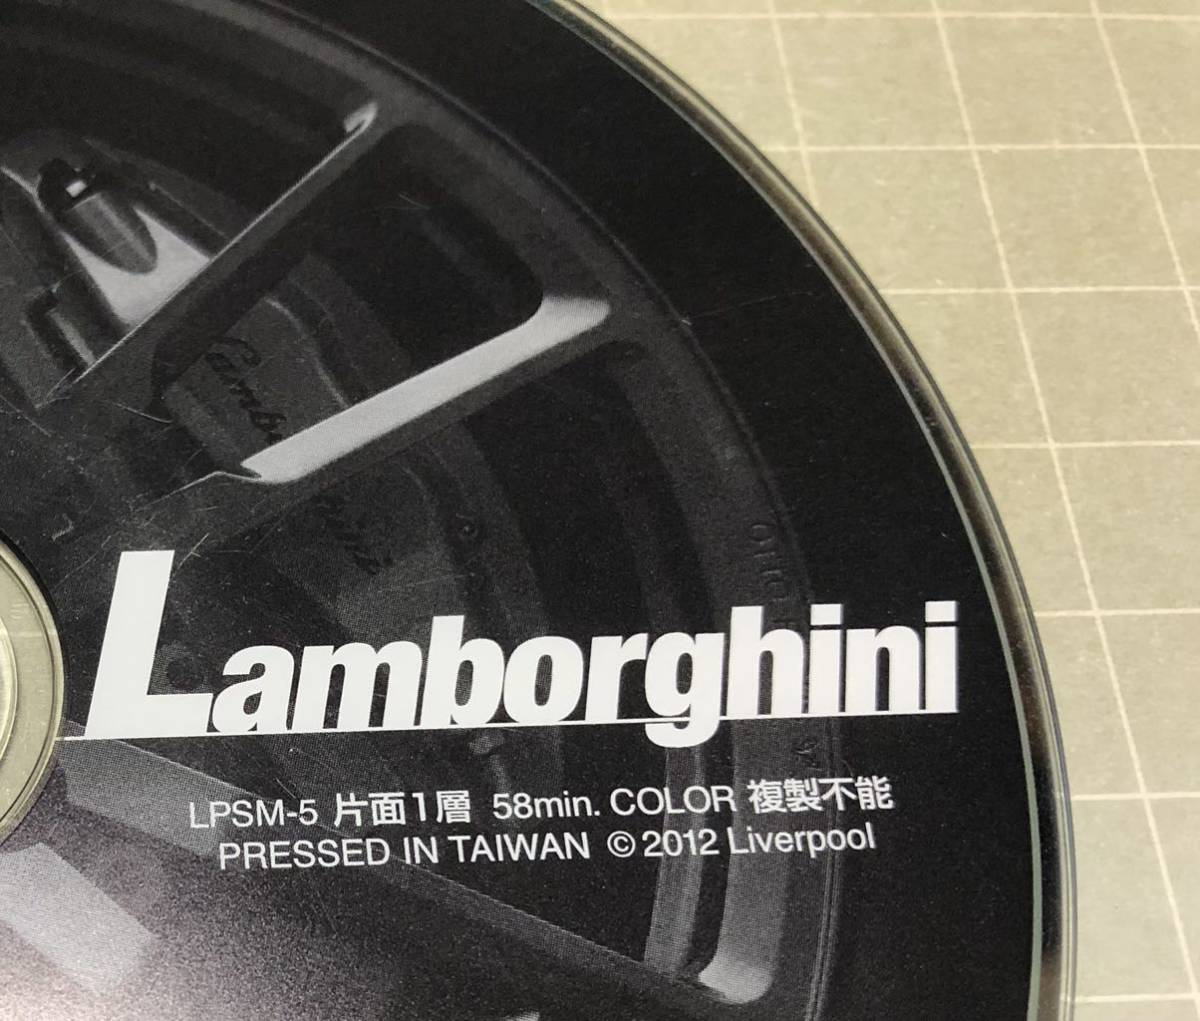 Lamborghini
LPSM-5 片面1層 58min. COLOR 複製不能
PRESSED IN TAIWAN ©2012 Liverpool